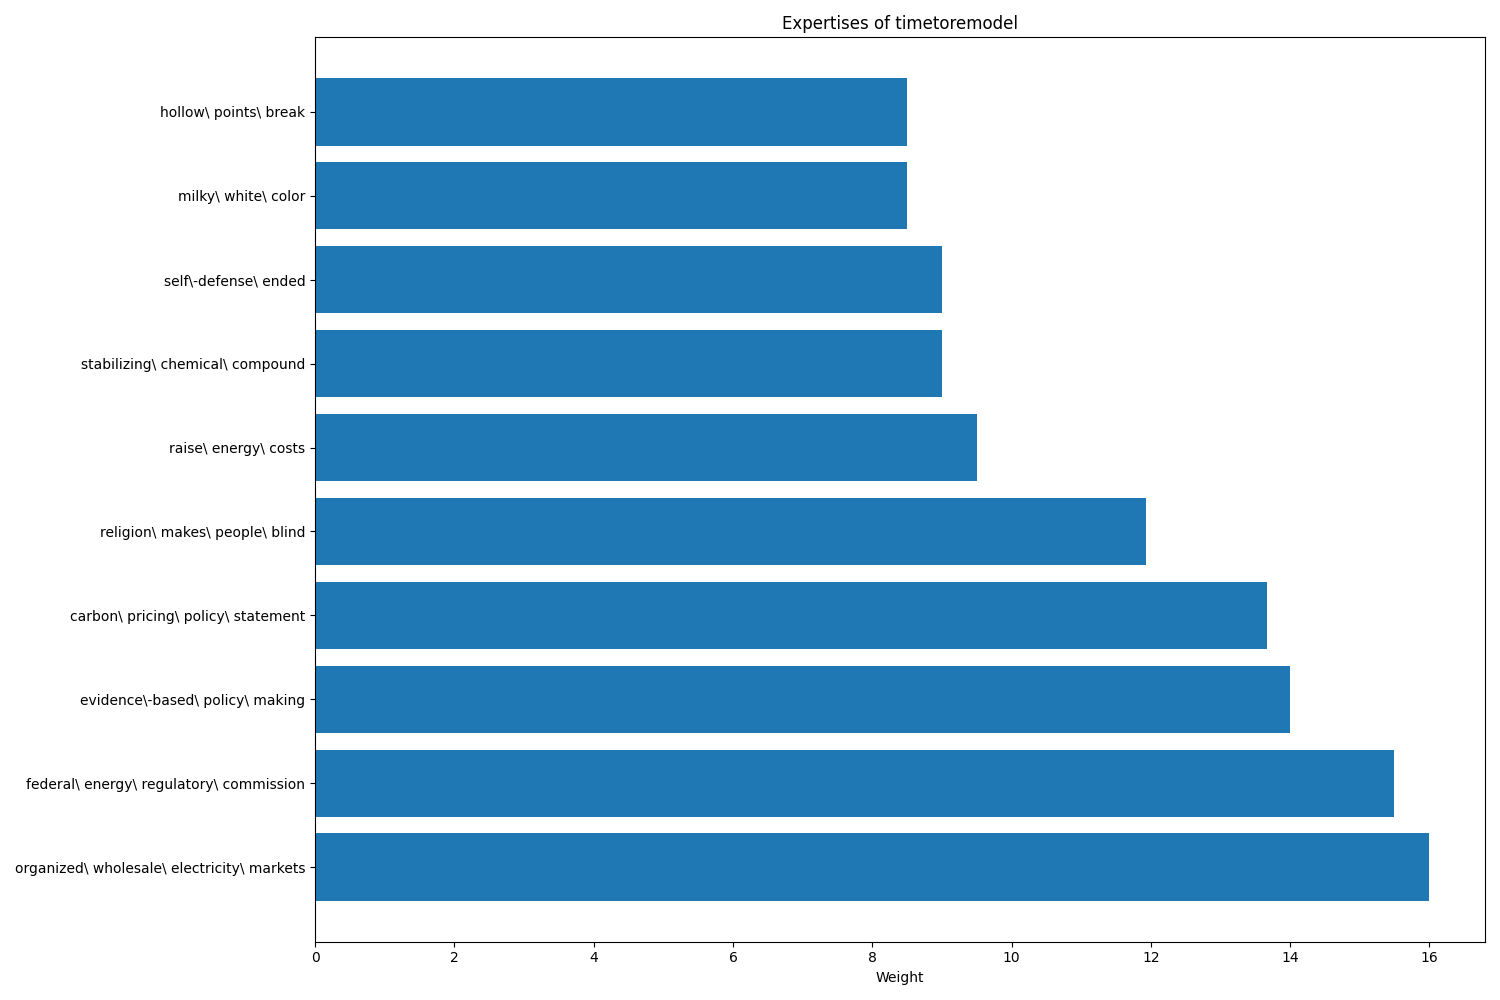 Expertises of timetoremodel
hollow\ points\ break
milky\ white\ color
self\-defense\ ended
stabilizing\ chemical\ compound
raise\ energy\ costs
religion\ makes\ people\ blind
carbon\ pricing\ policy\ statement
evidence\-based\ policy\ making
federal\ energy\ regulatory\ commission
organized\ wholesale\ electricity\ markets
0 2 4 6 8 10 12 14 16
Weight